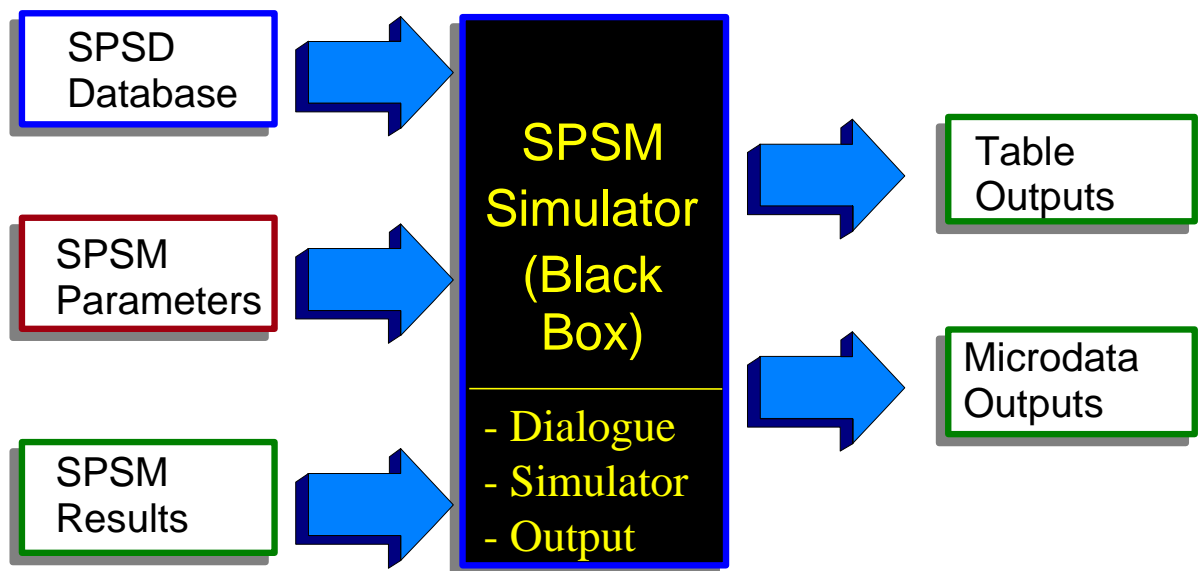 SPSD
Database
SPSM
Parameters
SPSM
Results
SPSM
Simulator
(Black
Box)
- Dialogue
- Simulator
- Output
Table
Outputs
Microdata
Outputs